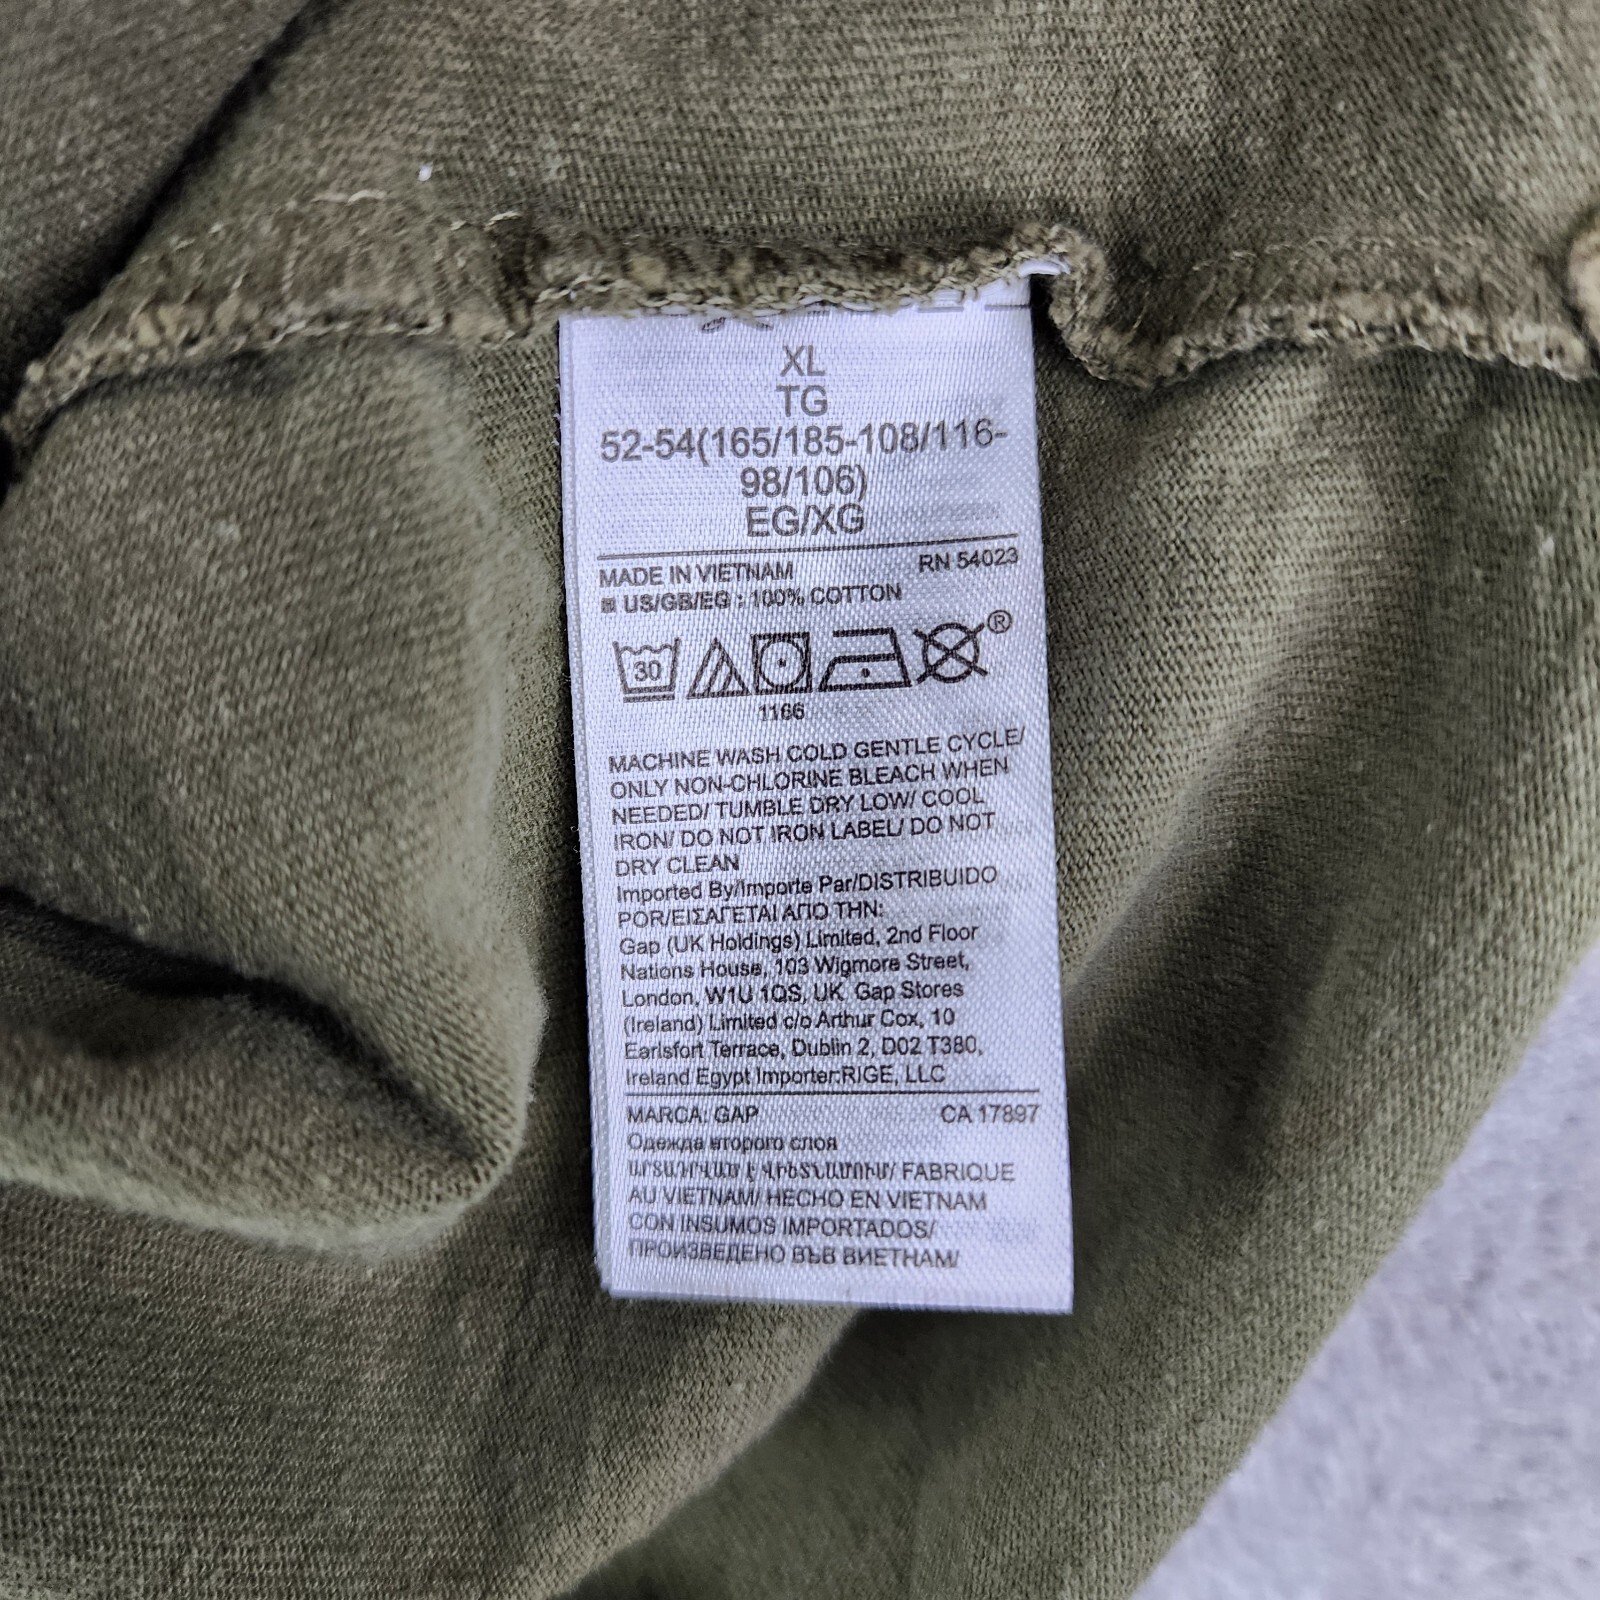 XL
TG
52-54(165/185-108/116-
98/106)
EG/XG
MADE IN VIETNAM RN 54023
US/GB/EG : 100% COTTON
30 ®
1166
MACHINE WASH COLD GENTLE CYCLE/
ONLY NON-CHLORINE BLEACH WHEN
NEEDED/ TUMBLE DRY LOW/ COOL
IRON/ DO NOT IRON LABEL/ DO NOT
DRY CLEAN
Imported By/Importe Par/DISTRIBUIDO
POR/ΕΙΣΑΓΕΤΑΙ ΑΠΟ ΤΗΝ:
Gap (UK Holdings) Limited, 2nd Floor
Nations House, 103 Wigmore Street,
London, W1U 1QS, UK Gap Stores
(Ireland) Limited c/o Arthur Cox, 10
Earlsfort Terrace, Dublin 2, D02 T380,
Ireland Egypt Importer:RIGE, LLC
MARCA: GAP CA 17897
Одежда второго слоя
ԱՐՏԱԴՐՎԱԾ Է ՎԻԵՏՆԱՄՈՒՄ/ FABRIQUE
AU VIETNAM/ HECHO EN VIETNAM
CON INSUMOS IMPORTADOS/
ПРОИЗВЕДЕНО ВЪВ ВИЕТНАМ/